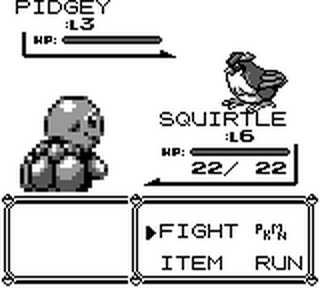 PIDGEY
:L3
HP:
SQUIRTLE
:L6
HP:
22/ 22
FIGHT PKMN
ITEM RUN